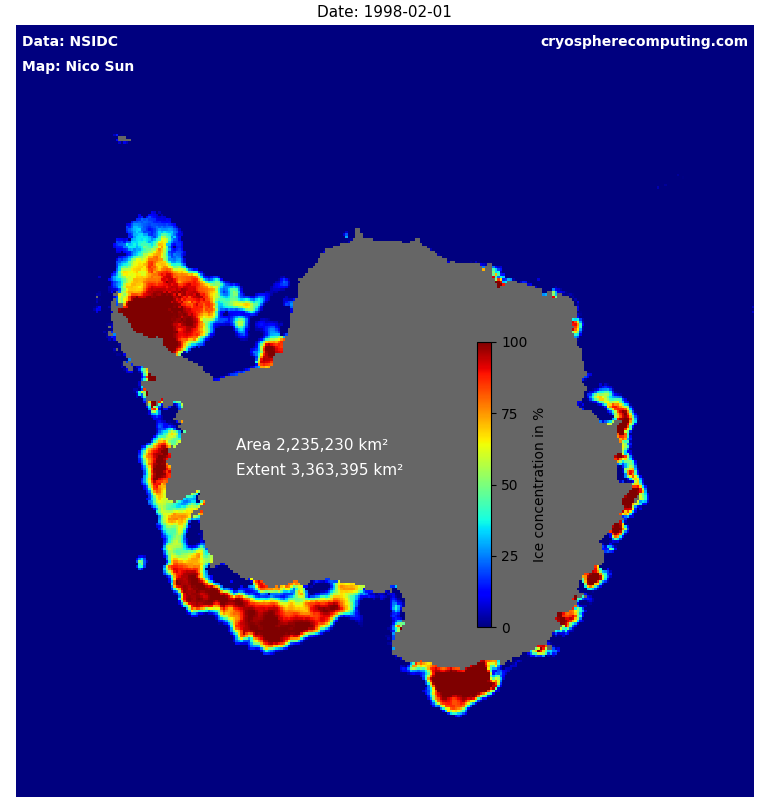 Date: 1998-02-01
Data: NSIDC
cryospherecomputing.com
Map: Nico Sun
Area 2,235,230 km²
Extent 3,363,395 km²
100
75
50
25
0
Ice concentration in %